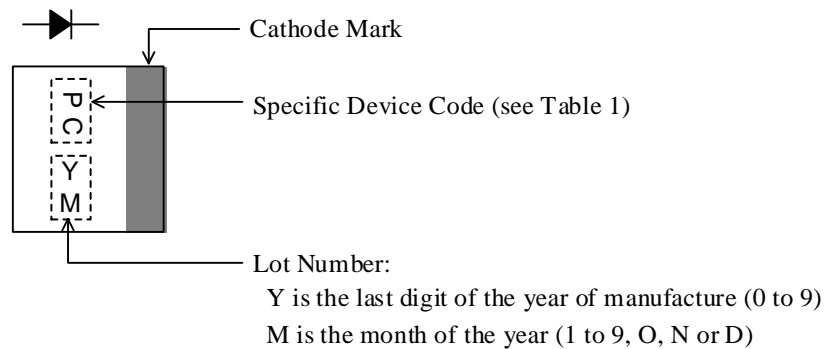 Cathode Mark
P
C
Specific Device Code (see Table 1)
Y
M
Lot Number:
Y is the last digit of the year of manufacture (0 to 9)
M is the month of the year (1 to 9, O, N or D)